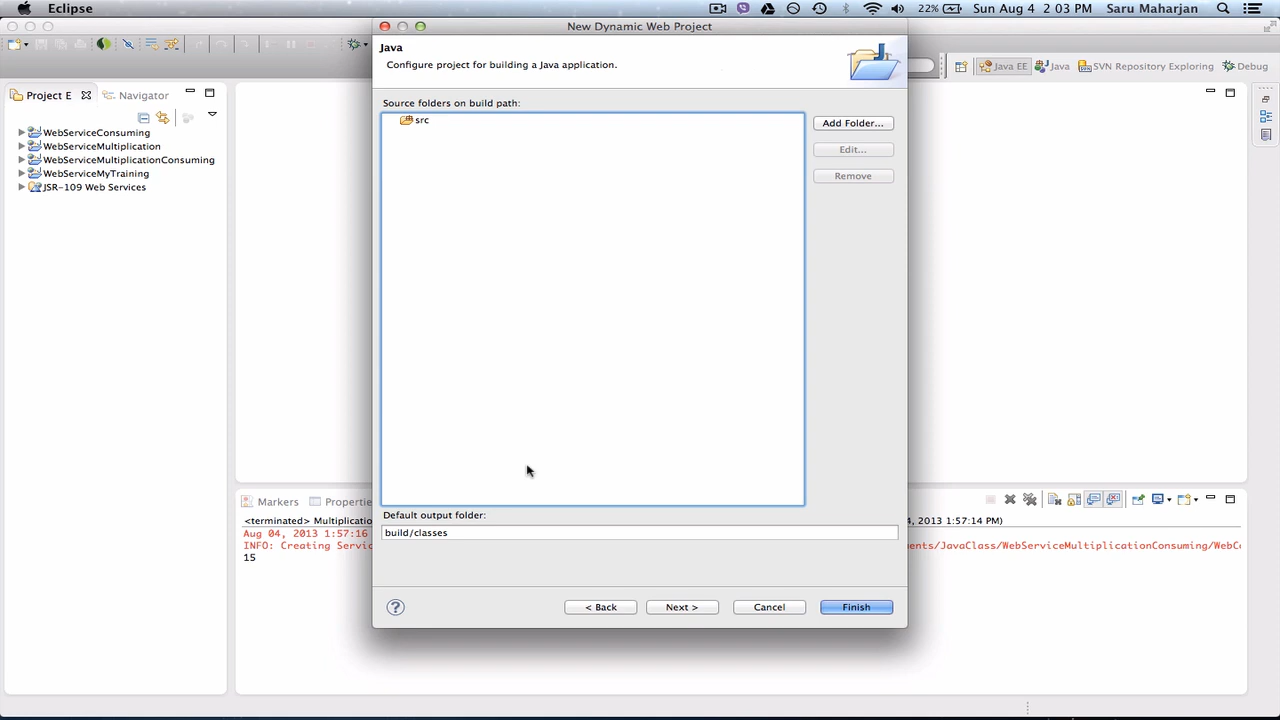 Eclipse
22%
Sun Aug 4 2:03 PM
Saru Maharjan
New Dynamic Web Project
Java
Configure project for building a Java application.
Java EE
Java
SVN Repository Exploring
Debug
Project E
Navigator
WebServiceConsuming
WebServiceMultiplication
WebServiceMultiplicationConsuming
WebServiceMyTraining
JSR-109 Web Services
Source folders on build path:
src
Add Folder...
Edit...
Remove
Default output folder:
build/classes
? < Back Next > Cancel Finish
Markers
<terminated> Multiplicatio
4, 2013 1:57:14 PM)
Aug 04, 2013 1:57:16
INFO: Creating Servic
ents/JavaClass/WebServiceMultiplicationConsuming/WebCo
15